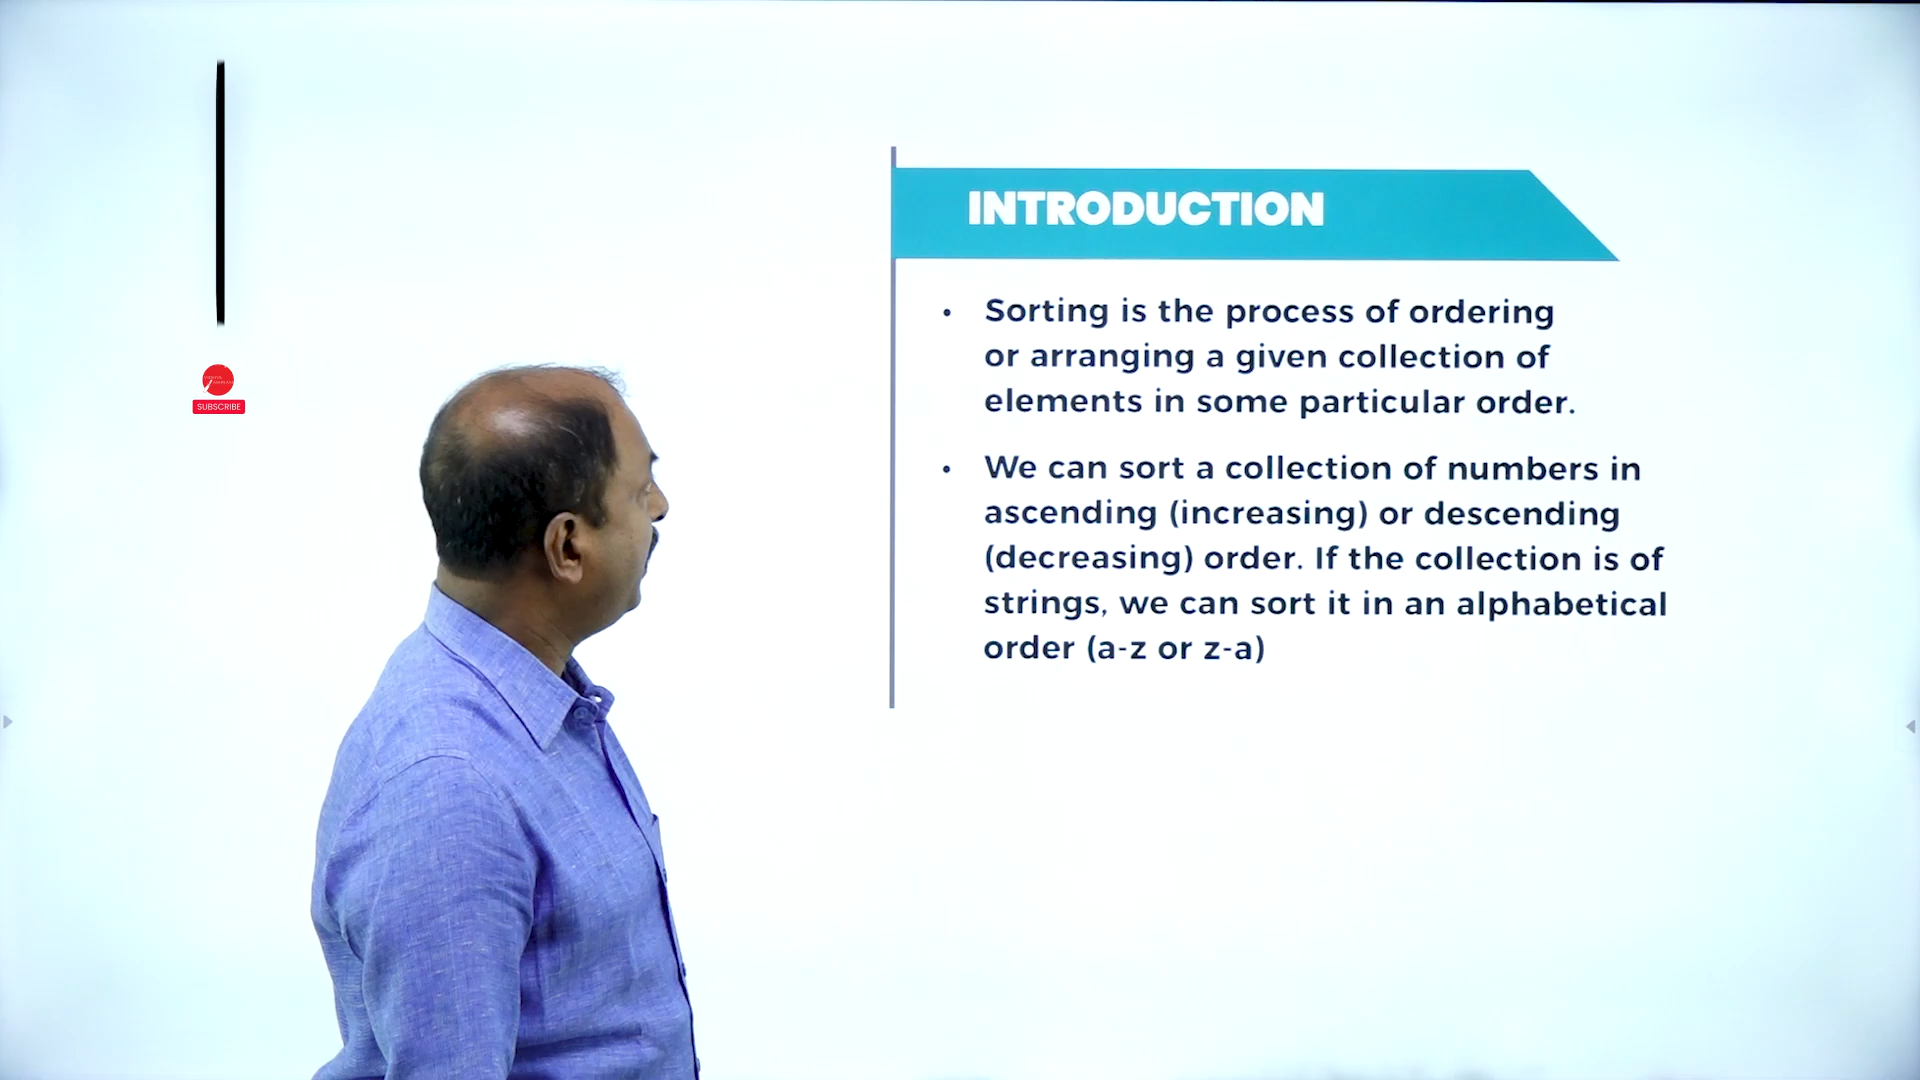 INTRODUCTION
• Sorting is the process of ordering
or arranging a given collection of
elements in some particular order.
• We can sort a collection of numbers in
ascending (increasing) or descending
(decreasing) order. If the collection is of
strings, we can sort it in an alphabetical
order (a-z or z-a)
SUBSCRIBE